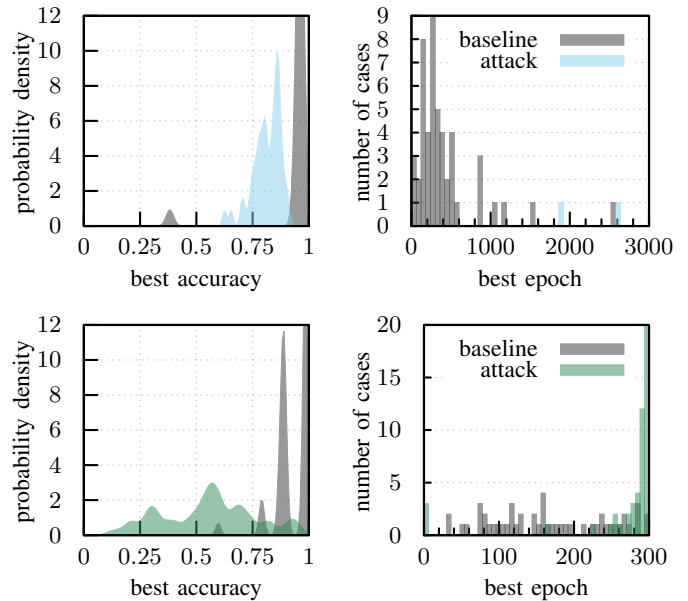 12
10
8
6
4
2
0
0 0.25 0.5 0.75 1
probability density
best accuracy
9
8
7
6
5
4
3
2
1
0
0 1000 2000 3000
number of cases
best epoch
baseline
attack
12
10
8
6
4
2
0
0 0.25 0.5 0.75 1
probability density
best accuracy
20
15
10
5
0
0 100 200 300
number of cases
best epoch
baseline
attack